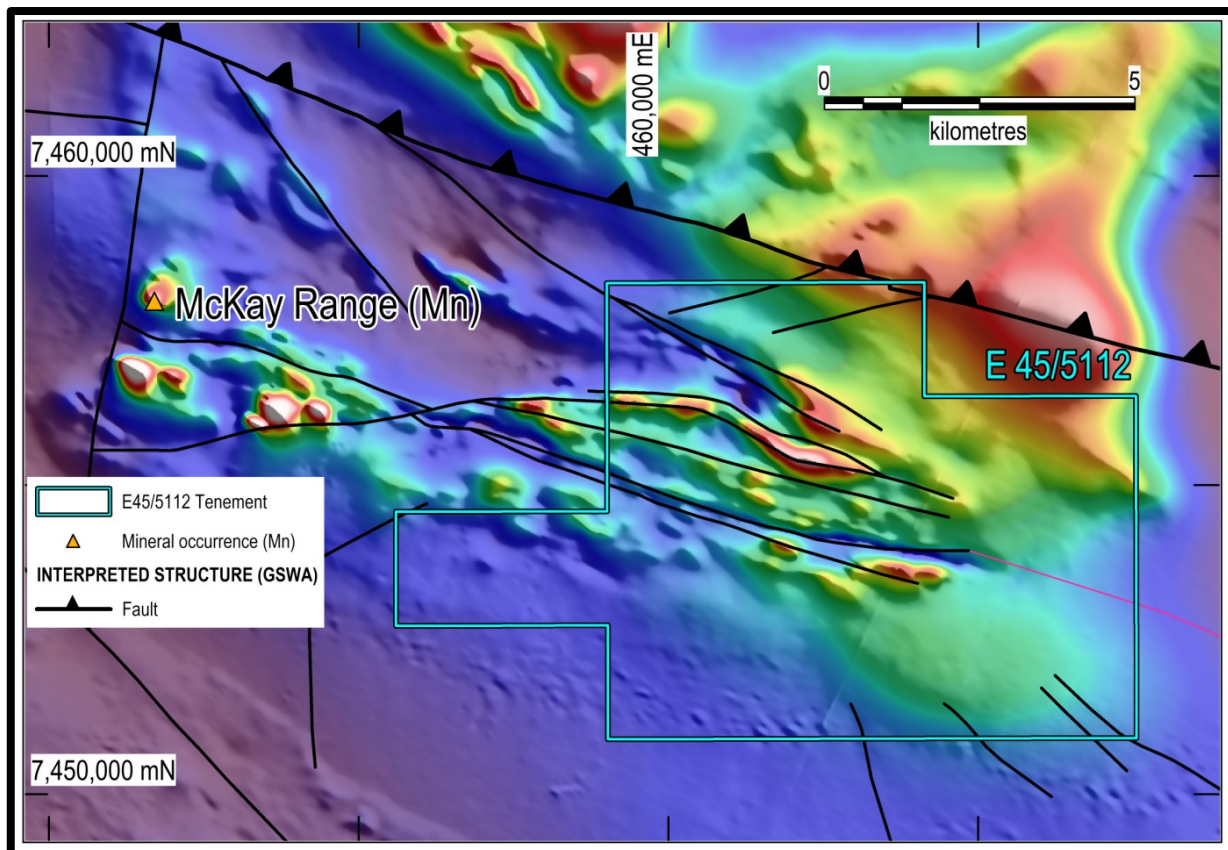 460,000 mE
0 5
kilometres
7,460,000 mN
McKay Range (Mn)
E 45/5112
E45/5112 Tenement
Mineral occurrence (Mn)
INTERPRETED STRUCTURE (GSWA)
Fault
7,450,000 mN